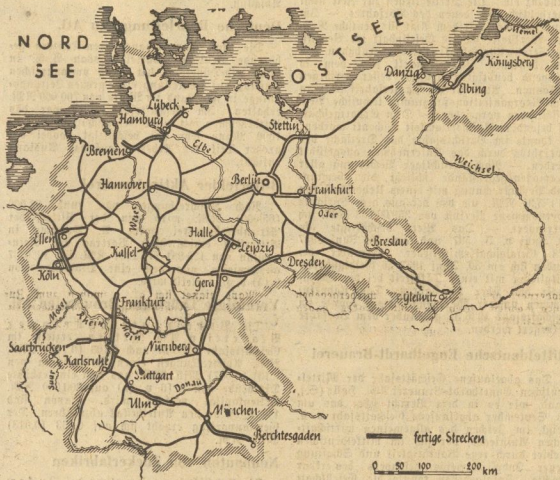 NORD
SEE
OSTSEE
Memel
Königsberg
Danzig
Elbing
Lübeck
Hamburg
Stettin
Bremen
Elbe
Weichsel
Hannover
Berlin
Frankfurt
Oder
Weser
Essen
Kassel
Halle
Leipzig
Breslau
Köln
Gera
Dresden
Gleiwitz
Mosel
Rhein
Frankfurt
Main
Saarbrücken
Nürnberg
Karlsruhe
Saar
Stuttgart
Donau
Ulm
München
Berchtesgaden
fertige Strecken
0 50 100 200 km